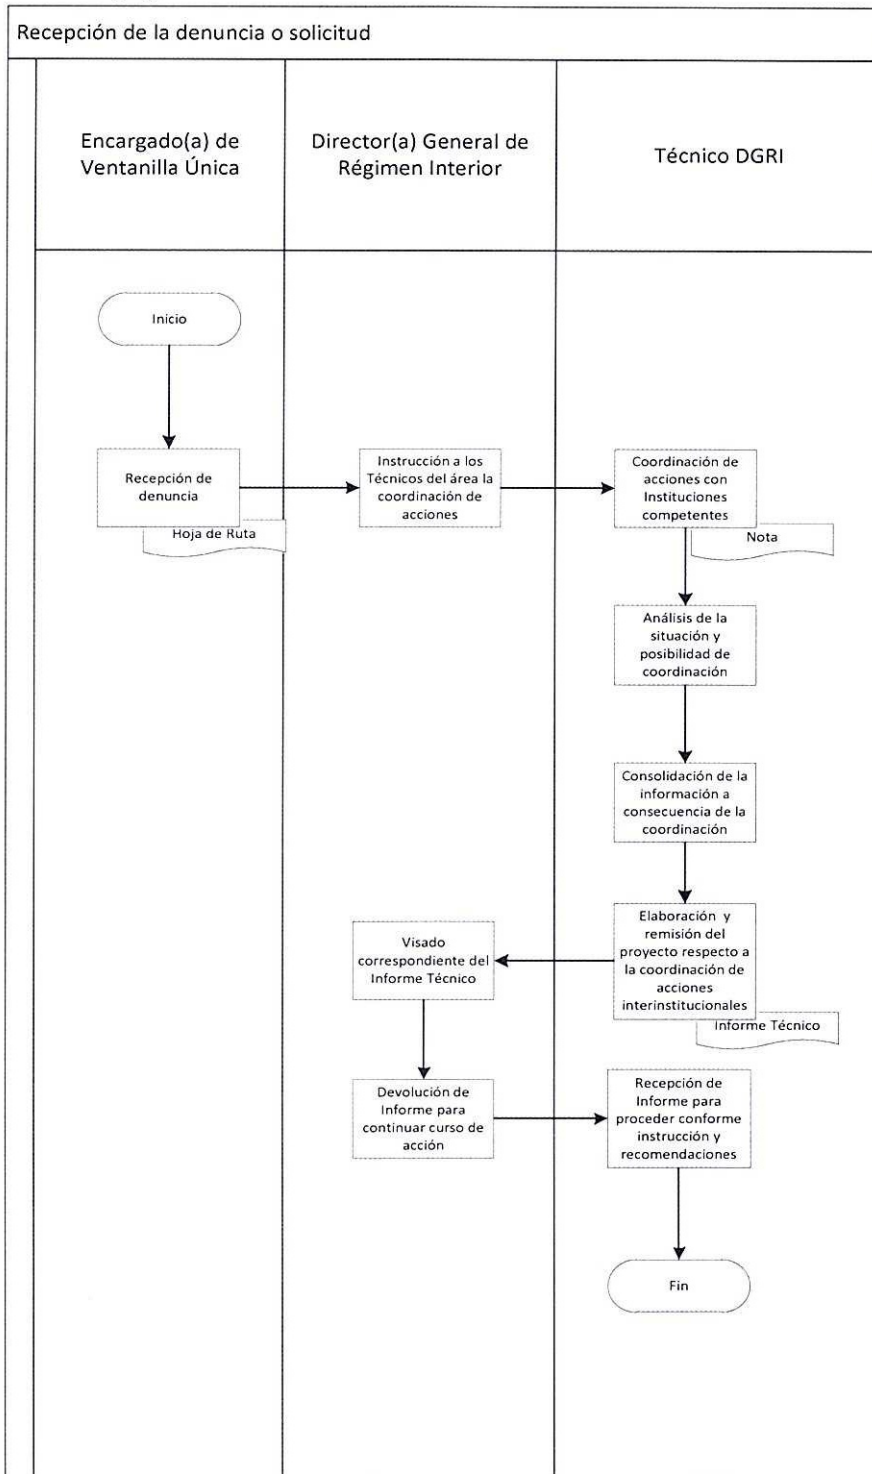 Recepción de la denuncia o solicitud
Encargado(a) de
Ventanilla Única
Director(a) General de
Régimen Interior
Técnico DGRI
Inicio
Recepción de
denuncia
Hoja de Ruta
Instrucción a los
Técnicos del área la
coordinación de
acciones
Coordinación de
acciones con
Instituciones
competentes
Nota
Análisis de la
situación y
posibilidad de
coordinación
Consolidación de la
información a
consecuencia de la
coordinación
Elaboración y
remisión del
proyecto respecto a
la coordinación de
acciones
interinstitucionales
Informe Técnico
Visado
correspondiente del
Informe Técnico
Devolución de
Informe para
continuar curso de
acción
Recepción de
Informe para
proceder conforme
instrucción y
recomendaciones
Fin